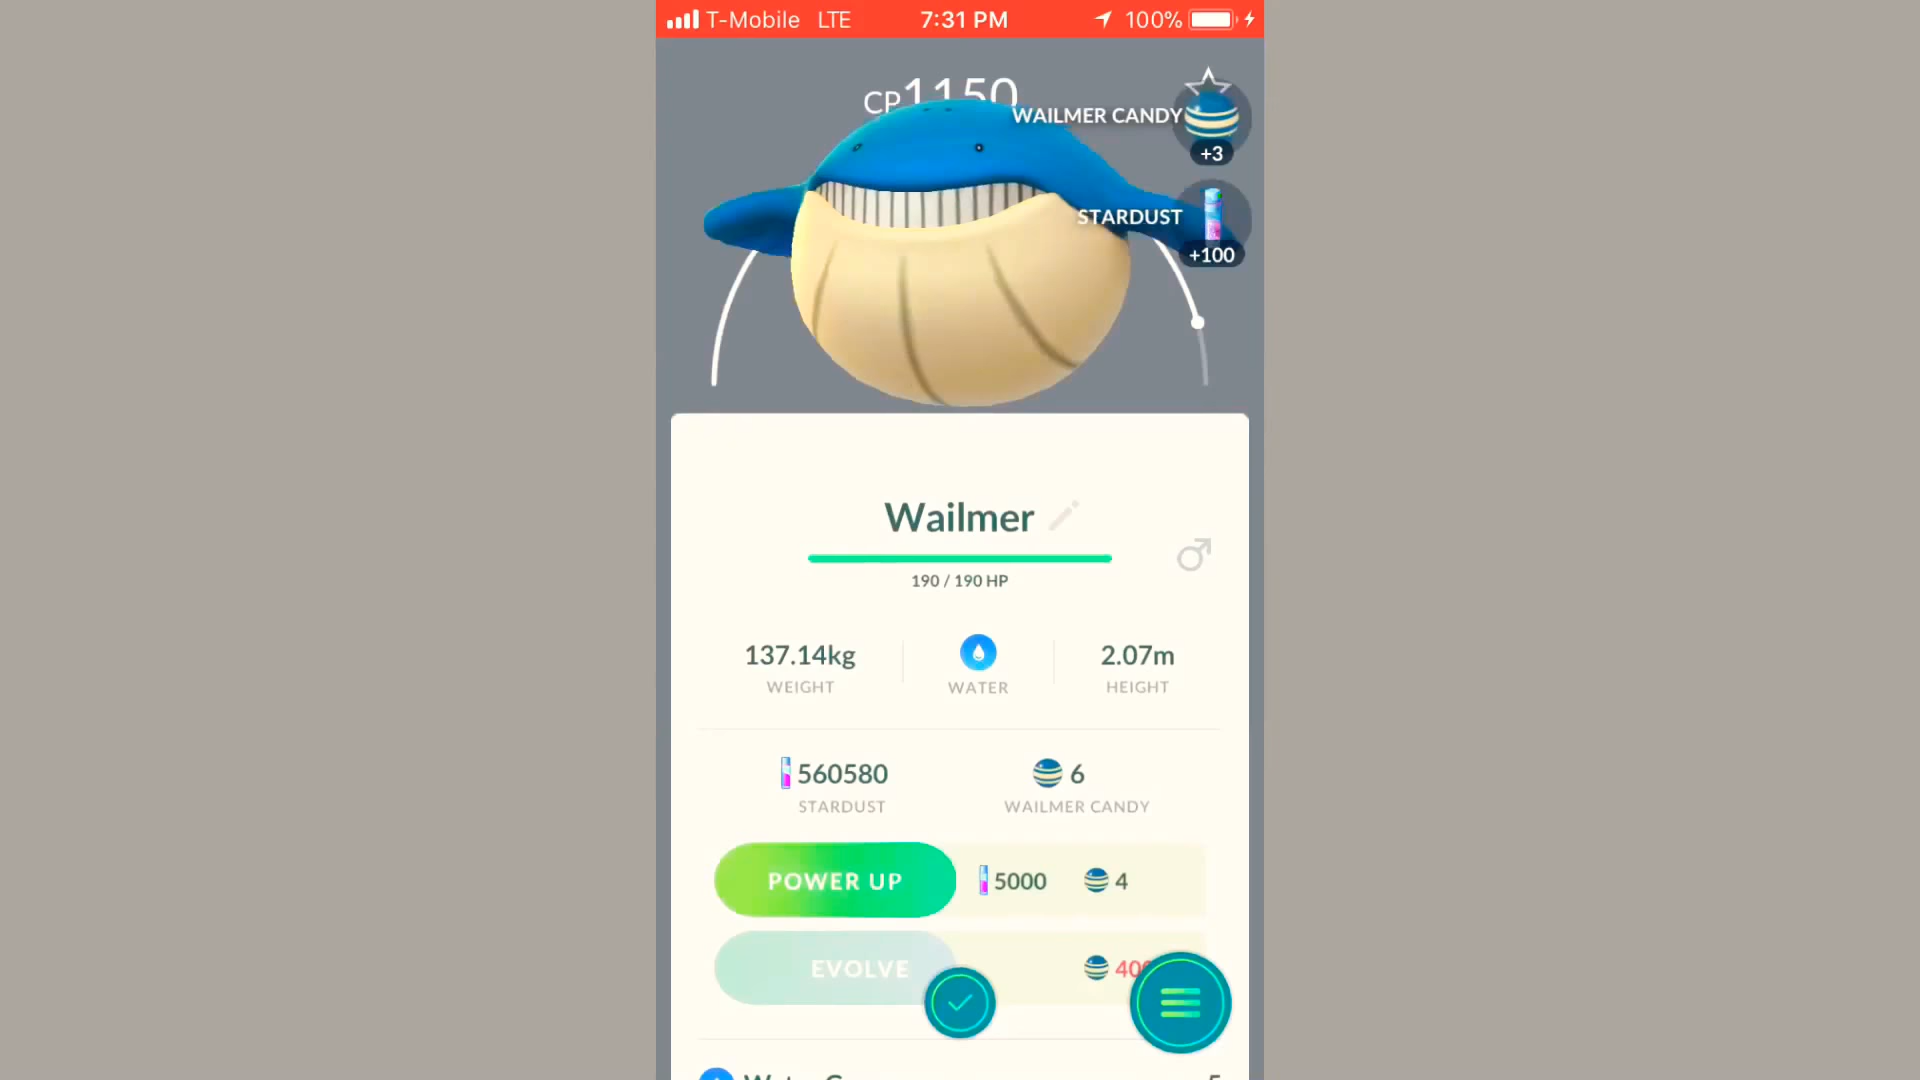 T-Mobile LTE 7:31 PM 100%
CP1150
WAILMER CANDY
+3
STARDUST
+100
Wailmer
190 / 190 HP
137.14kg
WEIGHT
WATER
2.07m
HEIGHT
560580
STARDUST
6
WAILMER CANDY
POWER UP 5000 4
EVOLVE